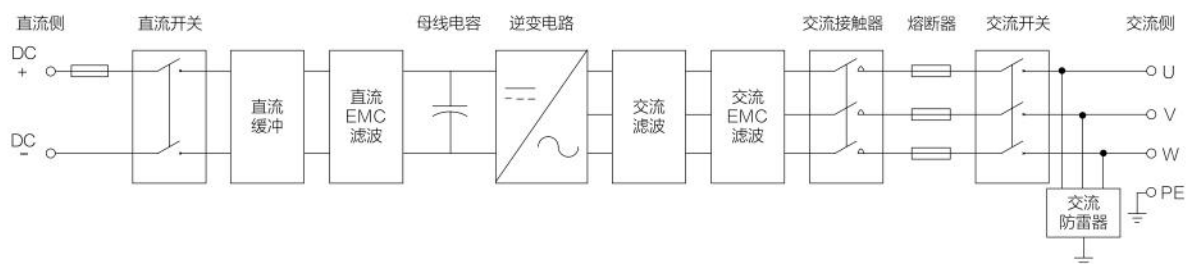 直流侧
直流开关
母线电容
逆变电路
交流接触器
熔断器
交流开关
交流侧
DC
+
DC
-
直流
缓冲
直流
EMC
滤波
交流
滤波
交流
EMC
滤波
U
V
W
PE
交流
防雷器